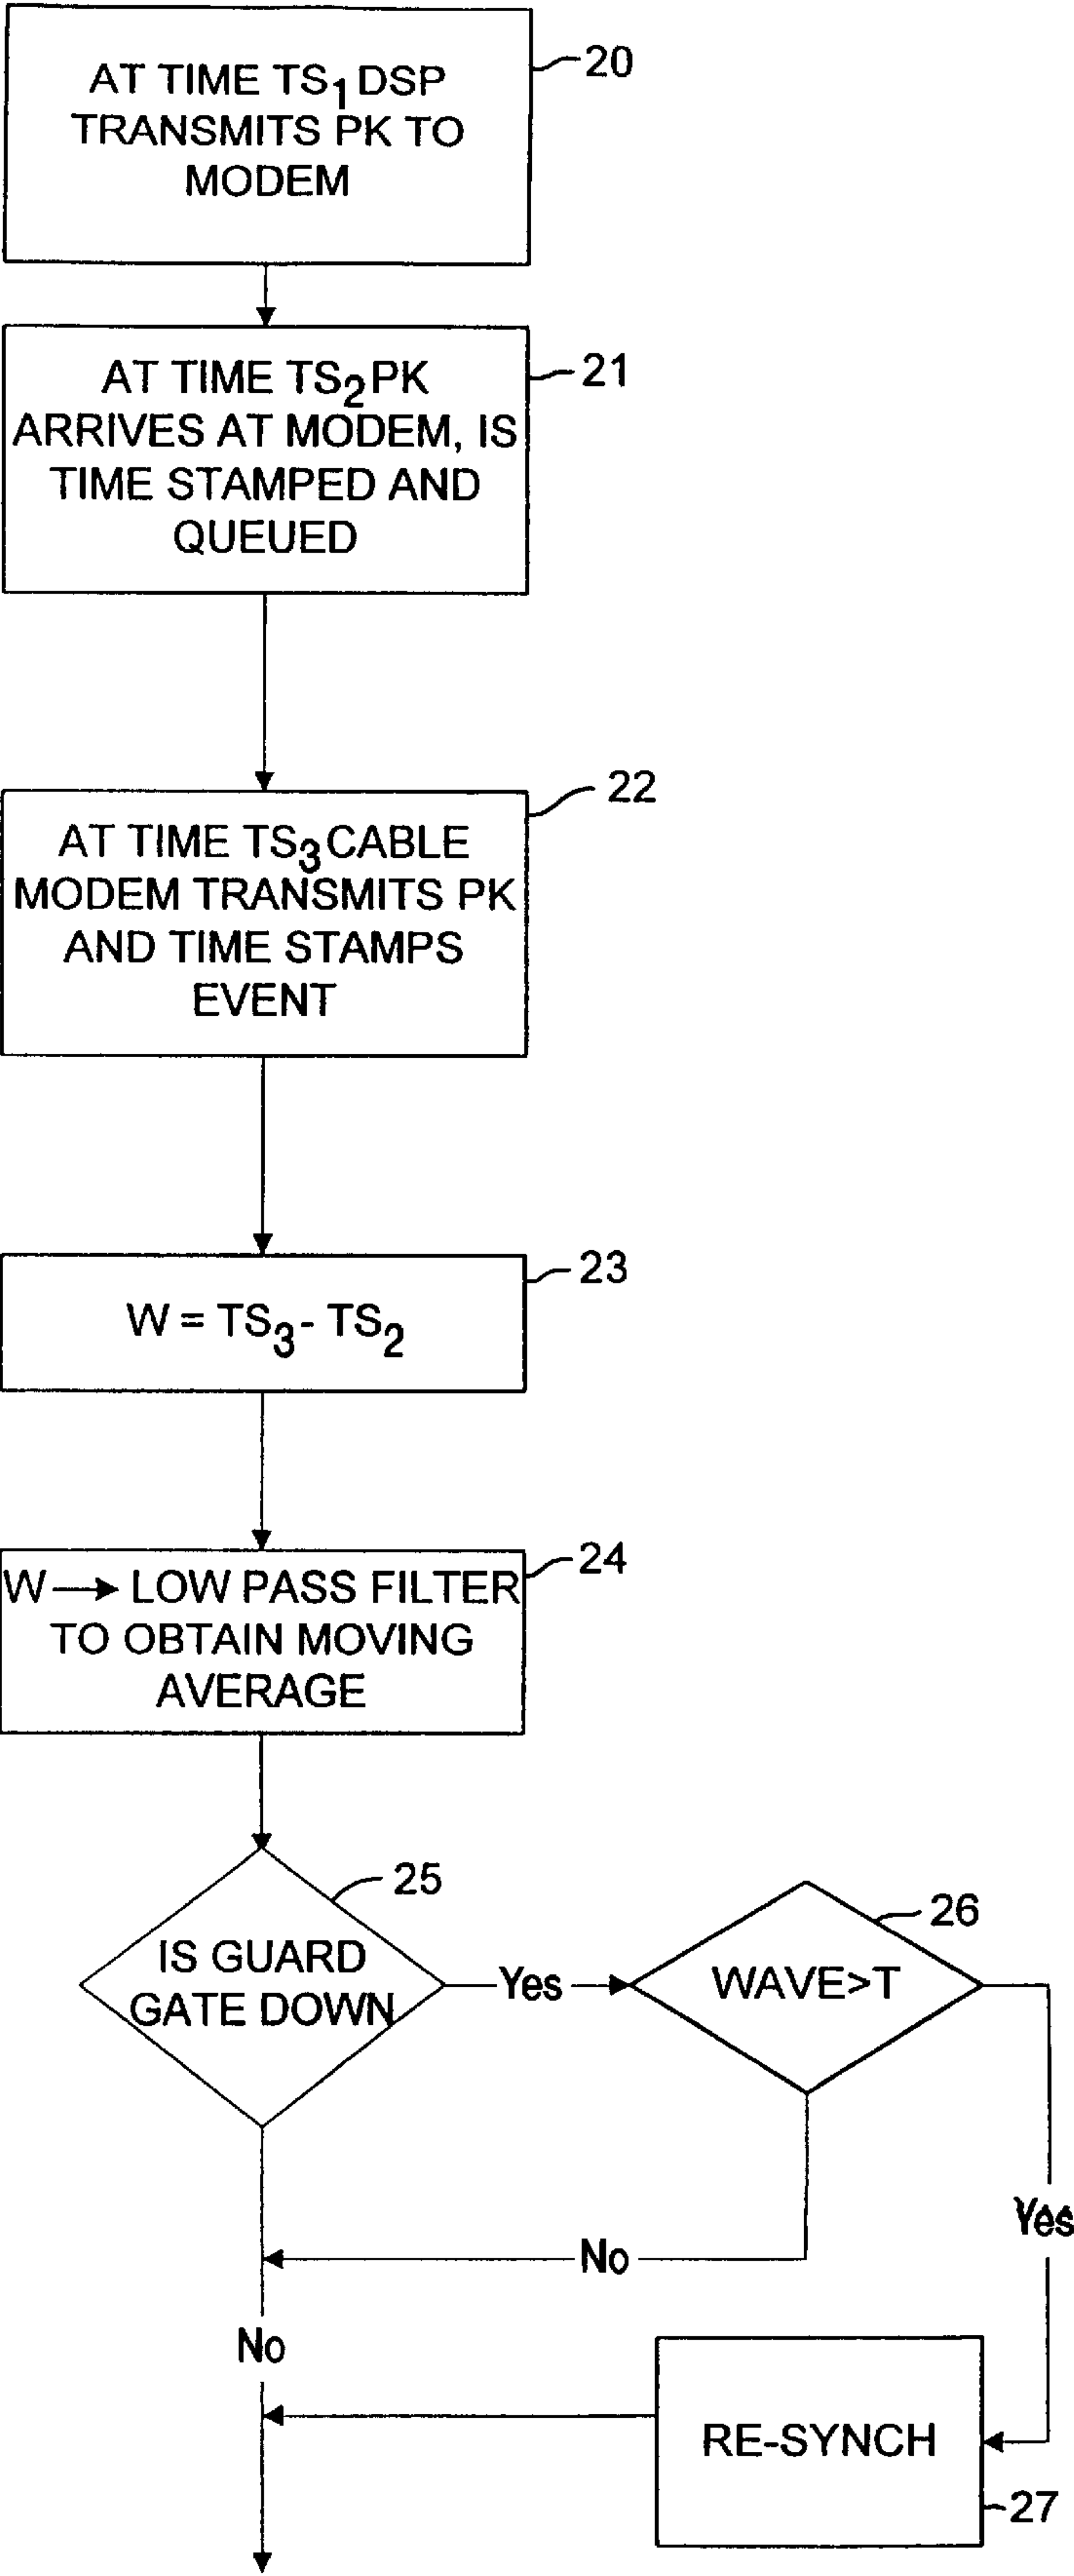 AT TIME TS1 DSP
TRANSMITS PK TO
MODEM
20
AT TIME TS2 PK
ARRIVES AT MODEM, IS
TIME STAMPED AND
QUEUED
21
AT TIME TS3 CABLE
MODEM TRANSMITS PK
AND TIME STAMPS
EVENT
22
W = TS3 - TS2
23
W → LOW PASS FILTER
TO OBTAIN MOVING
AVERAGE
24
IS GUARD
GATE DOWN
25
Yes
WAVE>T
26
Yes
No
No
RE-SYNCH
27